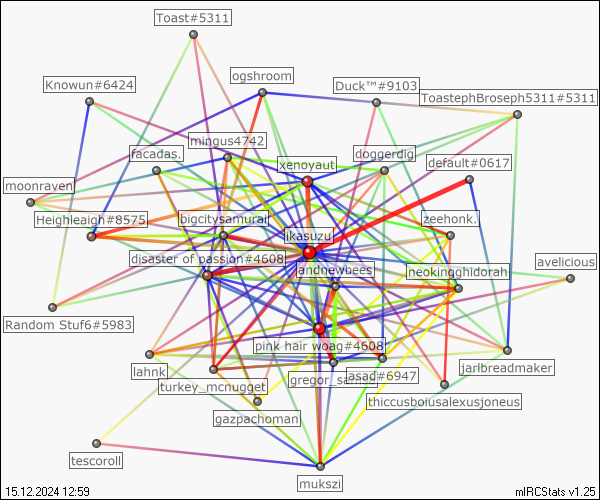 Toast#5311
Knowun#6424
ogshroom
Duck™#9103
ToastephBroseph5311#5311
mingus4742
facadas.
xenoyaut
doggerdig
default#0617
moonraven
Heighleaigh#8575
bigcitysamurai
ikasuzu
zeehonk.
disaster of passion#4608
landnewbees
neokingghidorah
avelicious
Random Stuf6#5983
pink hair woag#4608
lahnk
turkey_mcnugget
asad#6947
jarlbreadmaker
gazpachoman
thiccusboiusalexusjoneus
tescoroll
mukszi
15.12.2024 12:59
mIRCStats v1.25